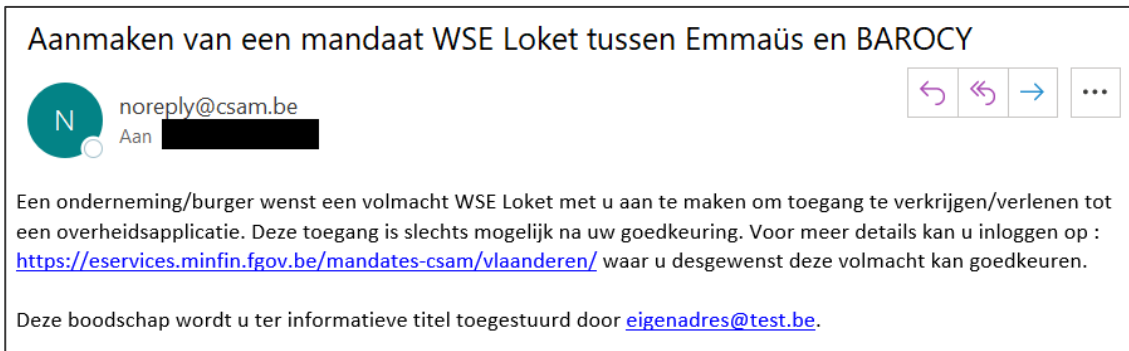 Aanmaken van een mandaat WSE Loket tussen Emmaüs en BAROCY
N
noreply@csam.be
Aan
Een onderneming/burger wenst een volmacht WSE Loket met u aan te maken om toegang te verkrijgen/verlenen tot
een overheidsapplicatie. Deze toegang is slechts mogelijk na uw goedkeuring. Voor meer details kan u inloggen op :
https://eservices.minfin.fgov.be/mandates-csam/vlaanderen/ waar u desgewenst deze volmacht kan goedkeuren.
Deze boodschap wordt u ter informatieve titel toegestuurd door eigenadres@test.be.